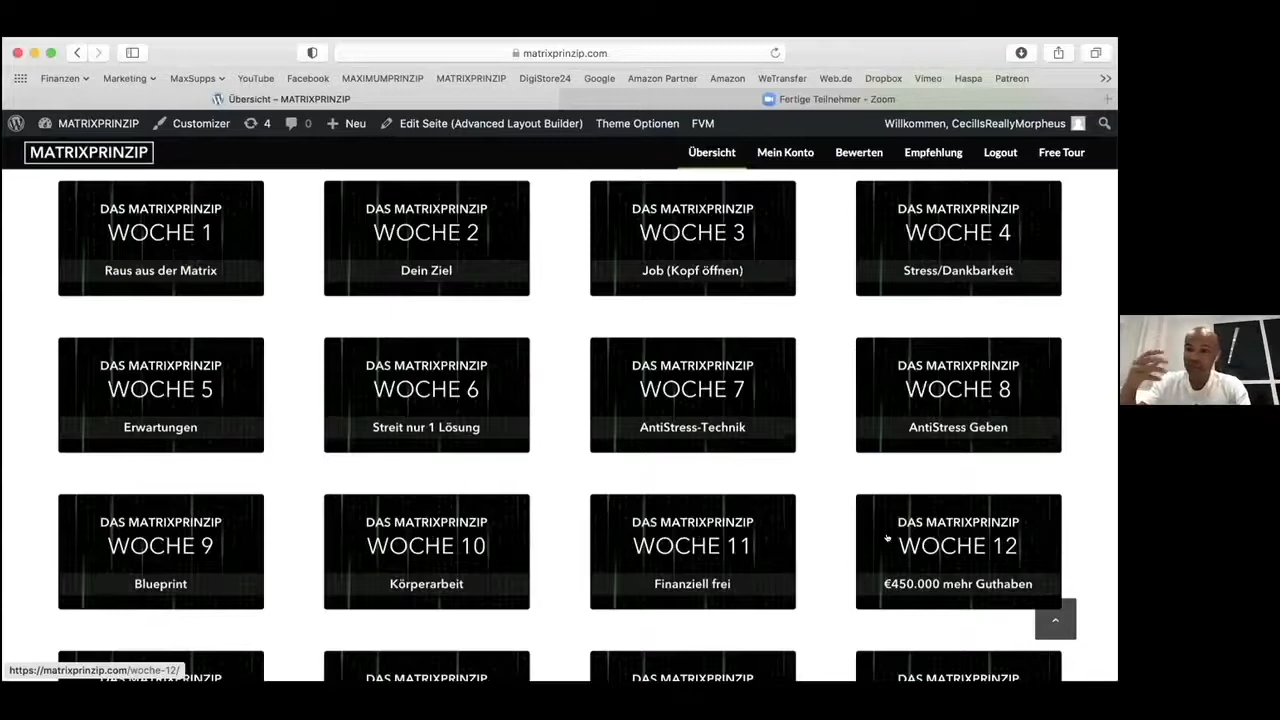 matrixprinzip.com
Finanzen Marketing MaxSupps YouTube Facebook MAXIMUMPRINZIP MATRIXPRINZIP DigiStore24 Google Amazon Partner Amazon WeTransfer Web.de Dropbox Vimeo Haspa Patreon
Übersicht – MATRIXPRINZIP Fertige Teilnehmer - Zoom
MATRIXPRINZIP Customizer 4 0 Neu Edit Seite (Advanced Layout Builder) Theme Optionen FVM Willkommen, CecilIsReallyMorpheus
MATRIXPRINZIP Übersicht Mein Konto Bewerten Empfehlung Logout Free Tour
DAS MATRIXPRINZIP DAS MATRIXPRINZIP DAS MATRIXPRINZIP DAS MATRIXPRINZIP
WOCHE 1 WOCHE 2 WOCHE 3 WOCHE 4
Raus aus der Matrix Dein Ziel Job (Kopf öffnen) Stress/Dankbarkeit
DAS MATRIXPRINZIP DAS MATRIXPRINZIP DAS MATRIXPRINZIP DAS MATRIXPRINZIP
WOCHE 5 WOCHE 6 WOCHE 7 WOCHE 8
Erwartungen Streit nur 1 Lösung AntiStress-Technik AntiStress Geben
DAS MATRIXPRINZIP DAS MATRIXPRINZIP DAS MATRIXPRINZIP DAS MATRIXPRINZIP
WOCHE 9 WOCHE 10 WOCHE 11 WOCHE 12
Blueprint Körperarbeit Finanziell frei €450.000 mehr Guthaben
DAS MATRIXPRINZIP DAS MATRIXPRINZIP DAS MATRIXPRINZIP DAS MATRIXPRINZIP
https://matrixprinzip.com/woche-12/